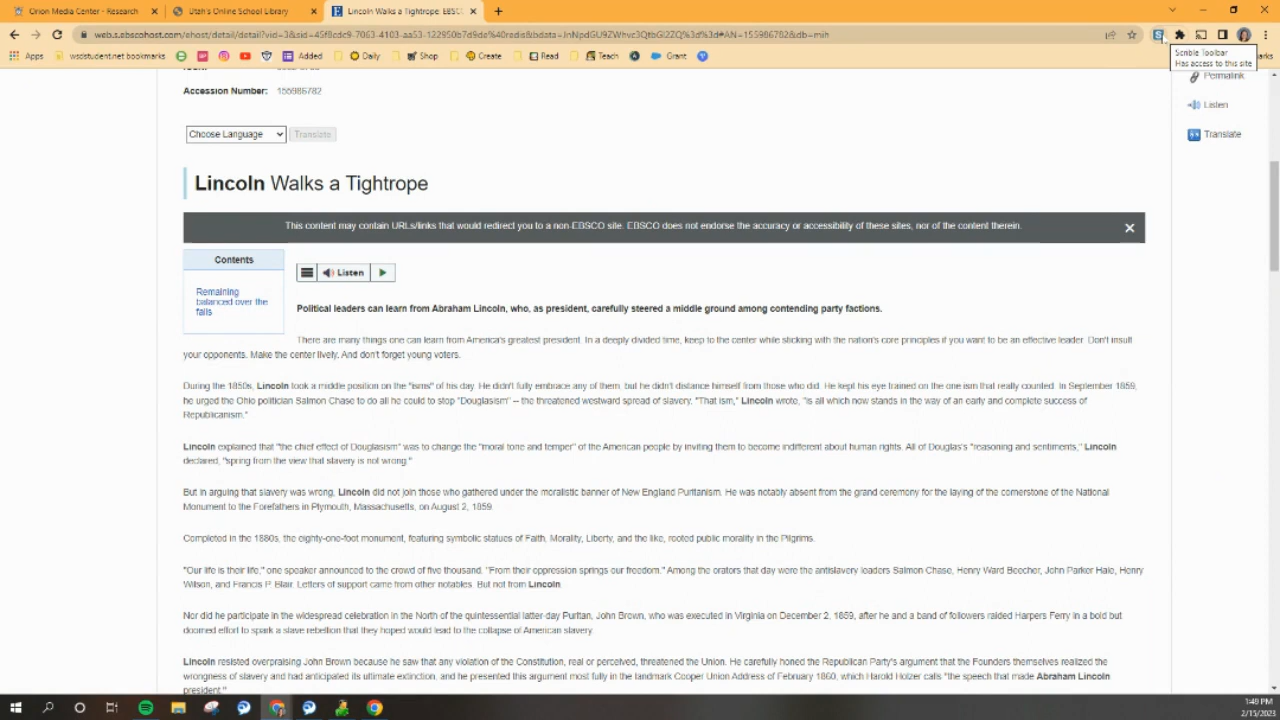 Orion Media Center - Research
Utah's Online School Library
Lincoln Walks a Tightrope: EBSC
web.s.ebscohost.com/ehost/detail/detail?vid=3&sid=45f8cdc9-7063-4103-aa53-122950b7d9de%40redis&bdata=JnNpdGU9ZWhvc3QtbGl2ZQ%3d%3d#AN=155986782&db=mih
Apps
wsdstudent.net bookmarks
Added
Daily
Shop
Create
Read
Teach
Grant
Scrible Toolbar
Has access to this site
Permalink
Listen
Translate
Accession Number: 155986782
Choose Language
Translate
Lincoln Walks a Tightrope
This content may contain URLs/links that would redirect you to a non-EBSCO site. EBSCO does not endorse the accuracy or accessibility of these sites, nor of the content therein.
Contents
Remaining
balanced over the
falls
Listen
Political leaders can learn from Abraham Lincoln, who, as president, carefully steered a middle ground among contending party factions.
There are many things one can learn from America's greatest president. In a deeply divided time, keep to the center while sticking with the nation's core principles if you want to be an effective leader. Don't insult
your opponents. Make the center lively. And don't forget young voters.
During the 1850s, Lincoln took a middle position on the "isms" of his day. He didn't fully embrace any of them, but he didn't distance himself from those who did. He kept his eye trained on the one ism that really counted. In September 1859,
he urged the Ohio politician Salmon Chase to do all he could to stop "Douglasism" -- the threatened westward spread of slavery. "That ism," Lincoln wrote, "is all which now stands in the way of an early and complete success of
Republicanism."
Lincoln explained that "the chief effect of Douglasism" was to change the "moral tone and temper" of the American people by inviting them to become indifferent about human rights. All of Douglas's "reasoning and sentiments," Lincoln
declared, "spring from the view that slavery is not wrong."
But in arguing that slavery was wrong, Lincoln did not join those who gathered under the moralistic banner of New England Puritanism. He was notably absent from the grand ceremony for the laying of the cornerstone of the National
Monument to the Forefathers in Plymouth, Massachusetts, on August 2, 1859.
Completed in the 1880s, the eighty-one-foot monument, featuring symbolic statues of Faith, Morality, Liberty, and the like, rooted public morality in the Pilgrims.
"Our life is their life," one speaker announced to the crowd of five thousand. "From their oppression springs our freedom." Among the orators that day were the antislavery leaders Salmon Chase, Henry Ward Beecher, John Parker Hale, Henry
Wilson, and Francis P. Blair. Letters of support came from other notables. But not from Lincoln.
Nor did he participate in the widespread celebration in the North of the quintessential latter-day Puritan, John Brown, who was executed in Virginia on December 2, 1859, after he and a band of followers raided Harpers Ferry in a bold but
doomed effort to spark a slave rebellion that they hoped would lead to the collapse of American slavery.
Lincoln resisted overpraising John Brown because he saw that any violation of the Constitution, real or perceived, threatened the Union. He carefully honed the Republican Party's argument that the Founders themselves realized the
wrongness of slavery and had anticipated its ultimate extinction, and he presented this argument most fully in the landmark Cooper Union Address of February 1860, which Harold Holzer calls "the speech that made Abraham Lincoln
president."
1:49 PM
2/15/2023